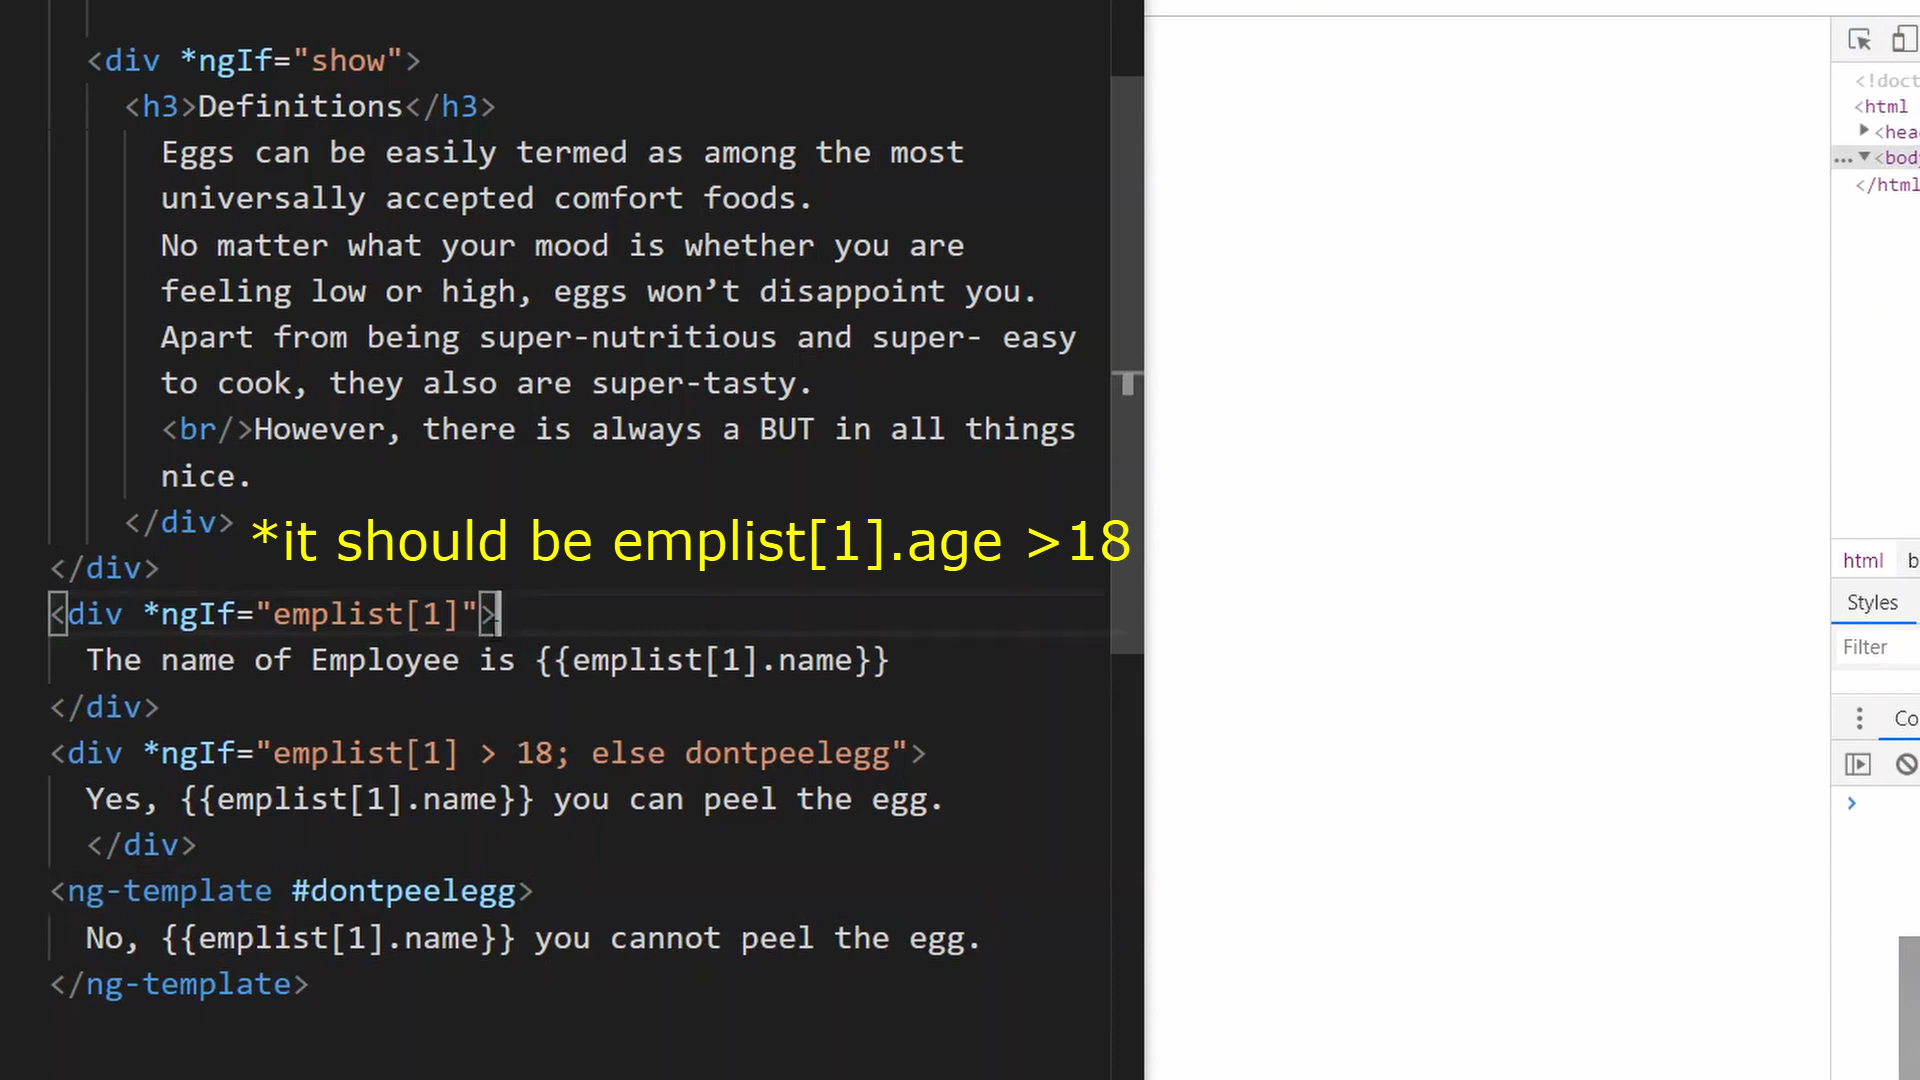 <div *ngIf="show">
<h3>Definitions</h3>
Eggs can be easily termed as among the most
universally accepted comfort foods.
No matter what your mood is whether you are
feeling low or high, eggs won’t disappoint you.
Apart from being super-nutritious and super- easy
to cook, they also are super-tasty.
<br/>However, there is always a BUT in all things
nice.
</div>
*it should be emplist[1].age >18
</div>
<div *ngIf="emplist[1]">
The name of Employee is {{emplist[1].name}}
</div>
<div *ngIf="emplist[1] > 18; else dontpeelegg">
Yes, {{emplist[1].name}} you can peel the egg.
</div>
<ng-template #dontpeelegg>
No, {{emplist[1].name}} you cannot peel the egg.
</ng-template>
<!doct
<html
<head
... <body
</html
html b
Styles
Filter
Co